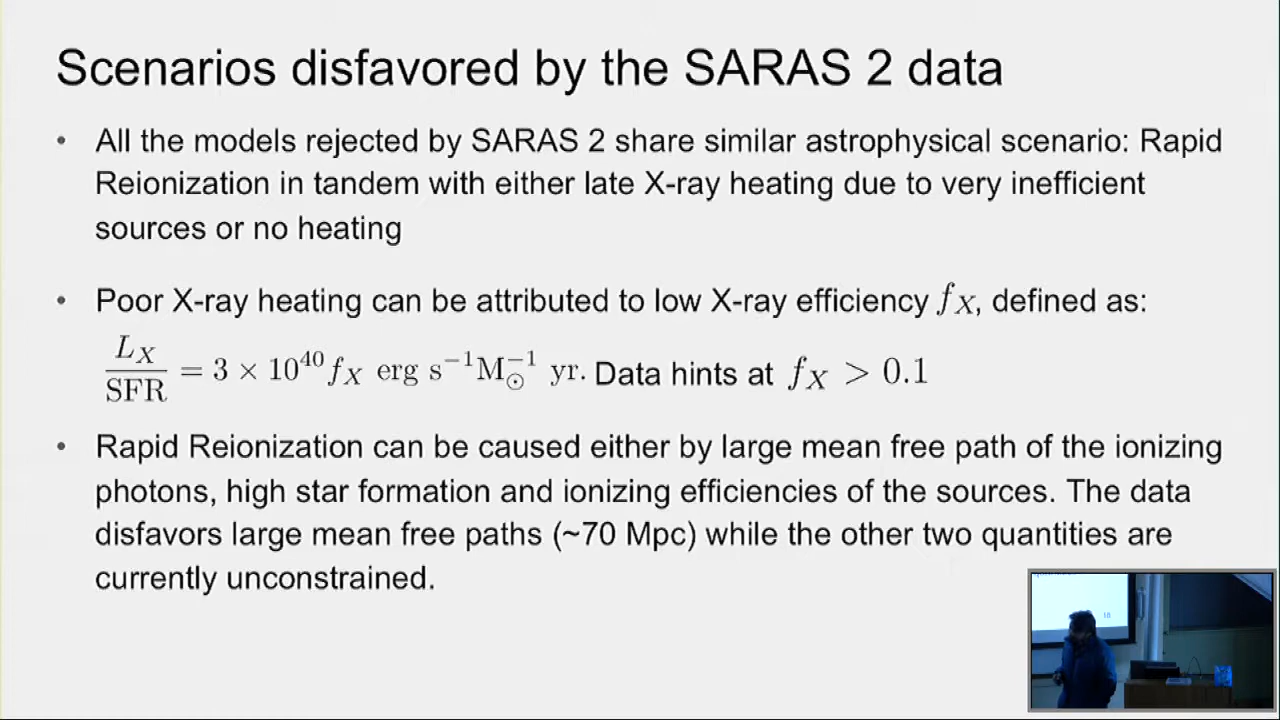 Scenarios disfavored by the SARAS 2 data
• All the models rejected by SARAS 2 share similar astrophysical scenario: Rapid
Reionization in tandem with either late X-ray heating due to very inefficient
sources or no heating
• Poor X-ray heating can be attributed to low X-ray efficiency f_X, defined as:
L_X/SFR = 3 × 10^40 f_X erg s^−1 M_⊙^−1 yr. Data hints at f_X > 0.1
• Rapid Reionization can be caused either by large mean free path of the ionizing
photons, high star formation and ionizing efficiencies of the sources. The data
disfavors large mean free paths (~70 Mpc) while the other two quantities are
currently unconstrained.